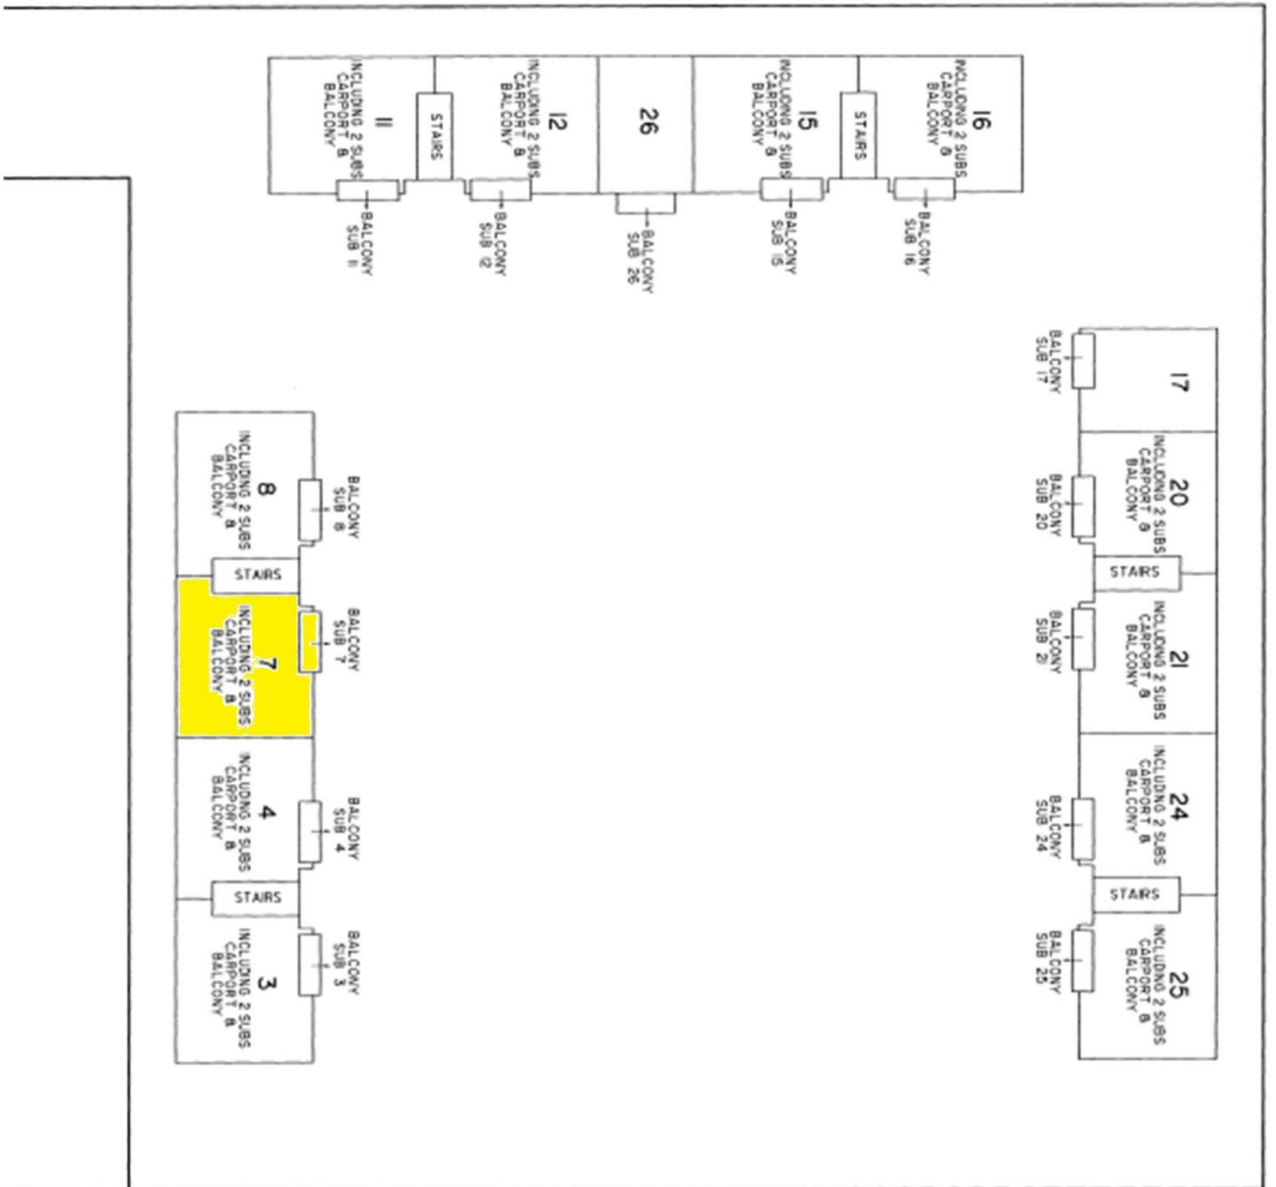 11
INCLUDING 2 SUBS
CARPORT &
BALCONY
STAIRS
12
INCLUDING 2 SUBS
CARPORT &
BALCONY
26
15
INCLUDING 2 SUBS
CARPORT &
BALCONY
STAIRS
16
INCLUDING 2 SUBS
CARPORT &
BALCONY
BALCONY
SUB 11
BALCONY
SUB 12
BALCONY
SUB 26
BALCONY
SUB 15
BALCONY
SUB 16
BALCONY
SUB 17
17
8
INCLUDING 2 SUBS
CARPORT &
BALCONY
BALCONY
SUB 8
STAIRS
7
INCLUDING 2 SUBS
CARPORT &
BALCONY
BALCONY
SUB 7
4
INCLUDING 2 SUBS
CARPORT &
BALCONY
BALCONY
SUB 4
STAIRS
3
INCLUDING 2 SUBS
CARPORT &
BALCONY
BALCONY
SUB 3
BALCONY
SUB 20
20
INCLUDING 2 SUBS
CARPORT &
BALCONY
STAIRS
BALCONY
SUB 21
21
INCLUDING 2 SUBS
CARPORT &
BALCONY
BALCONY
SUB 24
24
INCLUDING 2 SUBS
CARPORT &
BALCONY
STAIRS
BALCONY
SUB 25
25
INCLUDING 2 SUBS
CARPORT &
BALCONY